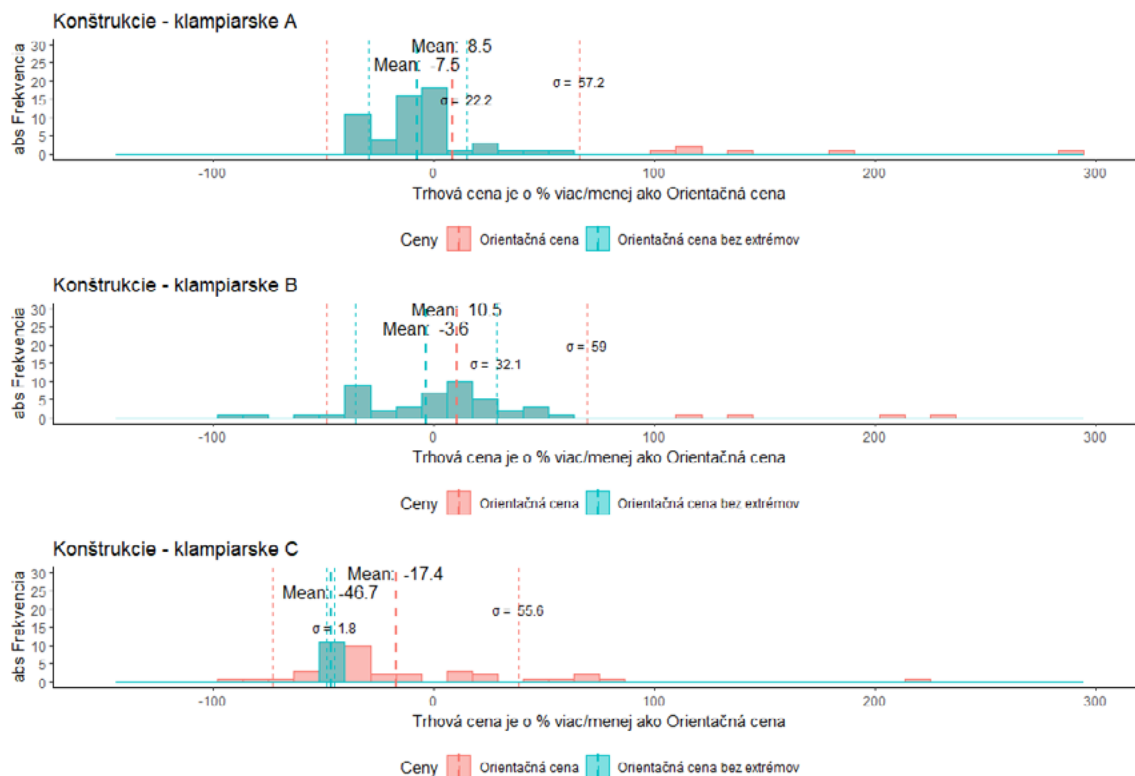 Konštrukcie - klampiarske A
abs Frekvencia
30
25
20
15
10
5
0
Mean: 8.5
Mean: -7.5
σ = 57.2
σ = 22.2
-100 0 100 200 300
Trhová cena je o % viac/menej ako Orientačná cena
Ceny Orientačná cena Orientačná cena bez extrémov
Konštrukcie - klampiarske B
abs Frekvencia
30
25
20
15
10
5
0
Mean: 10.5
Mean: -3.6
σ = 59
σ = 32.1
-100 0 100 200 300
Trhová cena je o % viac/menej ako Orientačná cena
Ceny Orientačná cena Orientačná cena bez extrémov
Konštrukcie - klampiarske C
abs Frekvencia
30
25
20
15
10
5
0
Mean: -17.4
Mean: -46.7
σ = 55.6
σ = 1.8
-100 0 100 200 300
Trhová cena je o % viac/menej ako Orientačná cena
Ceny Orientačná cena Orientačná cena bez extrémov